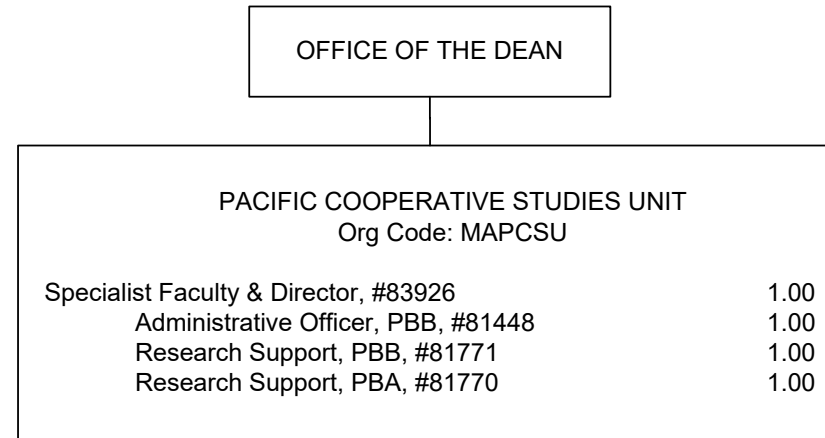 OFFICE OF THE DEAN
PACIFIC COOPERATIVE STUDIES UNIT
Org Code: MAPCSU
Specialist Faculty & Director, #83926 1.00
Administrative Officer, PBB, #81448 1.00
Research Support, PBB, #81771 1.00
Research Support, PBA, #81770 1.00